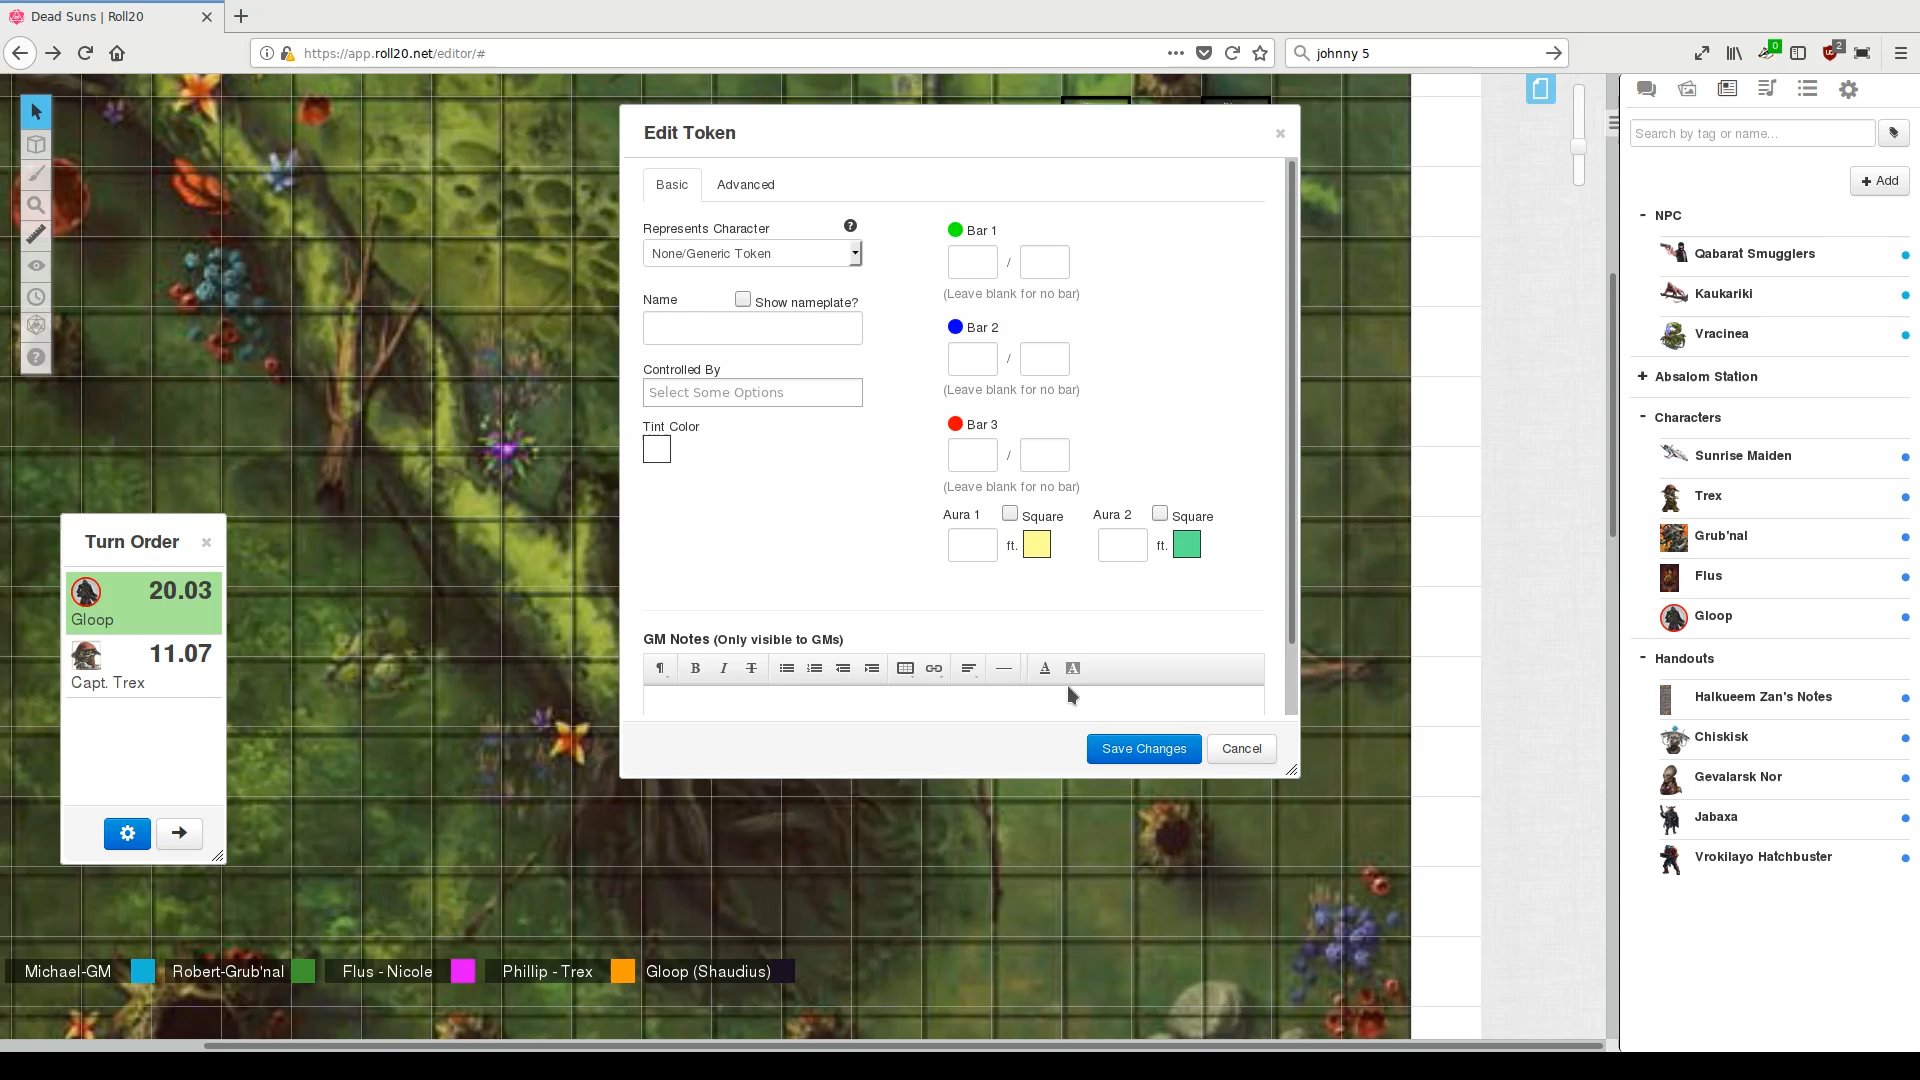 Dead Suns | Roll20
https://app.roll20.net/editor/#
johnny 5
0
2
Edit Token
Basic
Advanced
Represents Character
None/Generic Token
Name
Show nameplate?
Controlled By
Select Some Options
Tint Color
Bar 1
/
(Leave blank for no bar)
Bar 2
/
(Leave blank for no bar)
Bar 3
/
(Leave blank for no bar)
Aura 1
Square
Aura 2
Square
ft.
ft.
GM Notes (Only visible to GMs)
Save Changes
Cancel
Turn Order
20.03
Gloop
11.07
Capt. Trex
Michael-GM
Robert-Grub'nal
Flus - Nicole
Phillip - Trex
Gloop (Shaudius)
Search by tag or name...
+ Add
- NPC
Qabarat Smugglers
Kaukariki
Vracinea
+ Absalom Station
- Characters
Sunrise Maiden
Trex
Grub'nal
Flus
Gloop
- Handouts
Halkueem Zan's Notes
Chiskisk
Gevalarsk Nor
Jabaxa
Vrokilayo Hatchbuster